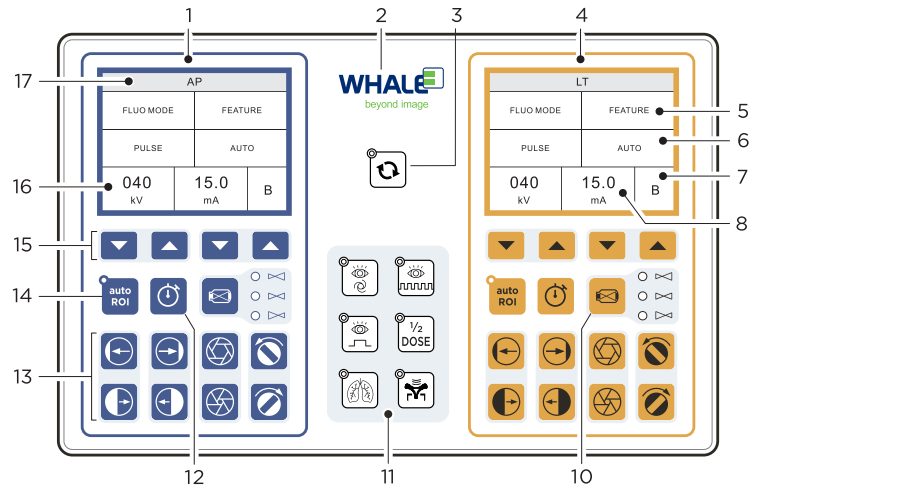 1
2
3
4
17
AP
WHALE
beyond image
LT
FLUO MODE
FEATURE
FLUO MODE
FEATURE
5
PULSE
AUTO
PULSE
AUTO
6
16
040
kV
15.0
mA
B
040
kV
15.0
mA
B
7
8
15
14
auto
ROI
auto
ROI
1/2
DOSE
13
12
11
10